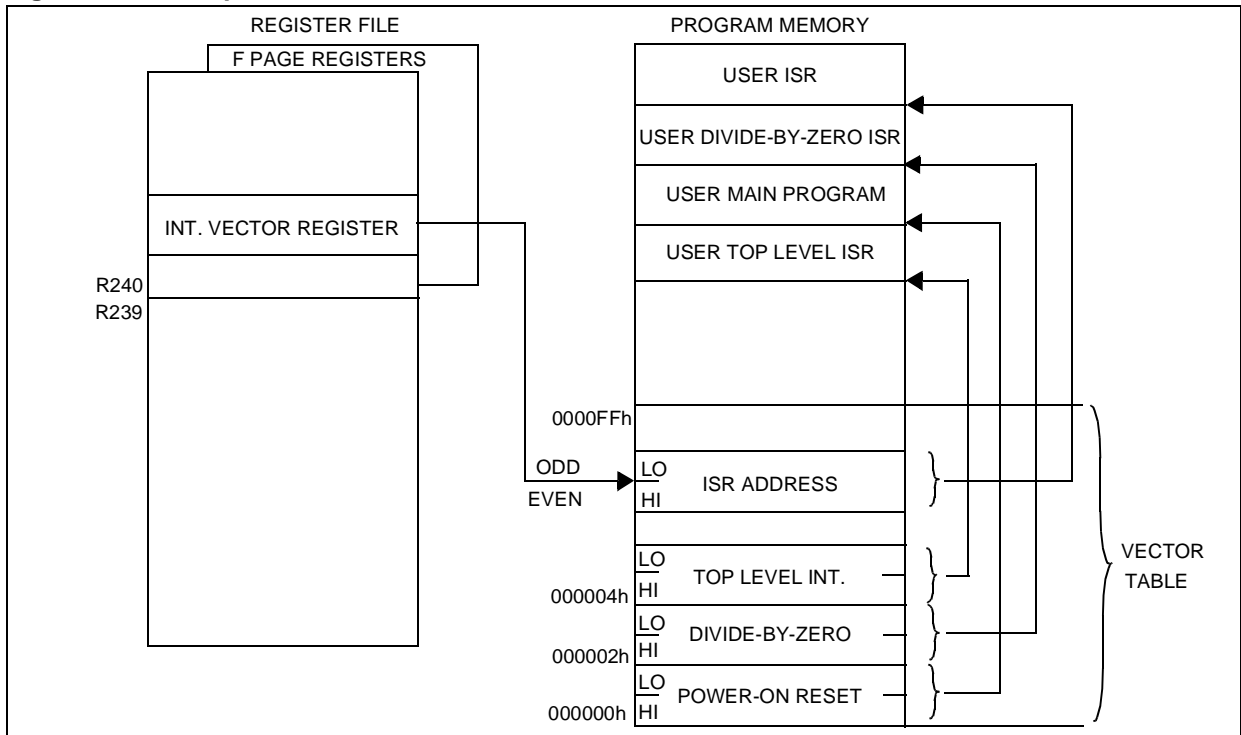 REGISTER FILE
F PAGE REGISTERS
INT. VECTOR REGISTER
R240
R239
PROGRAM MEMORY
USER ISR
USER DIVIDE-BY-ZERO ISR
USER MAIN PROGRAM
USER TOP LEVEL ISR
0000FFh
ODD
EVEN
LO
HI
ISR ADDRESS
LO
HI
TOP LEVEL INT.
000004h
LO
HI
DIVIDE-BY-ZERO
000002h
LO
HI
POWER-ON RESET
000000h
VECTOR
TABLE